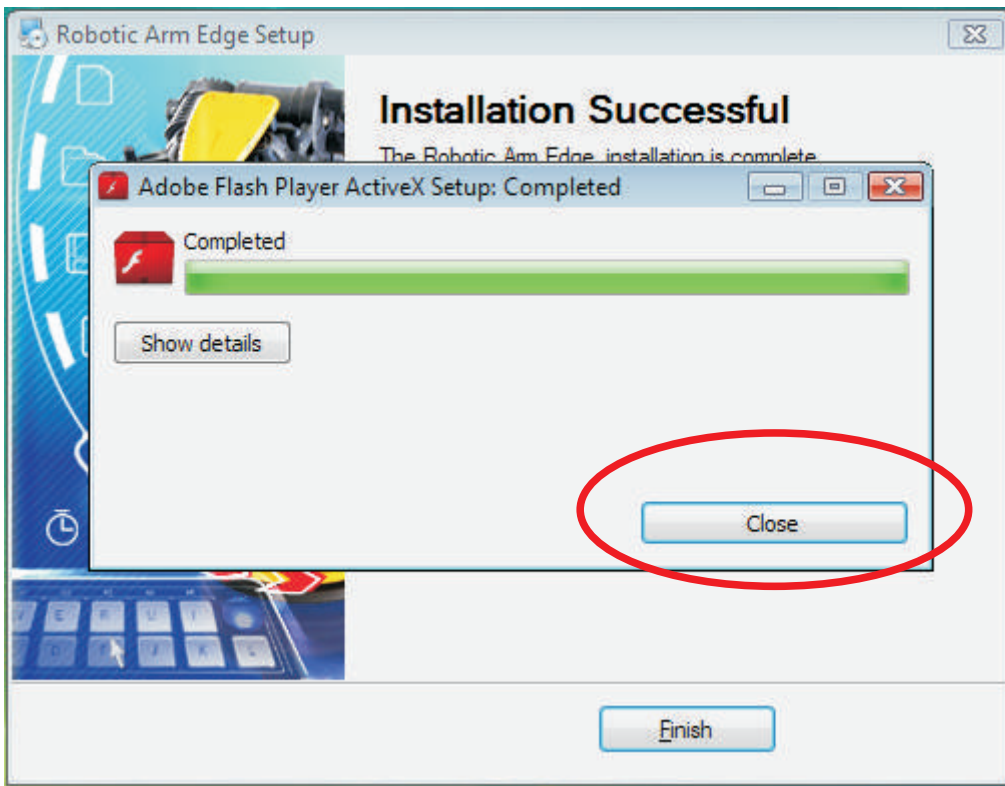 Robotic Arm Edge Setup
Installation Successful
The Robotic Arm Edge installation is complete
Adobe Flash Player ActiveX Setup: Completed
Completed
Show details
Close
E R U I
J K L
Finish